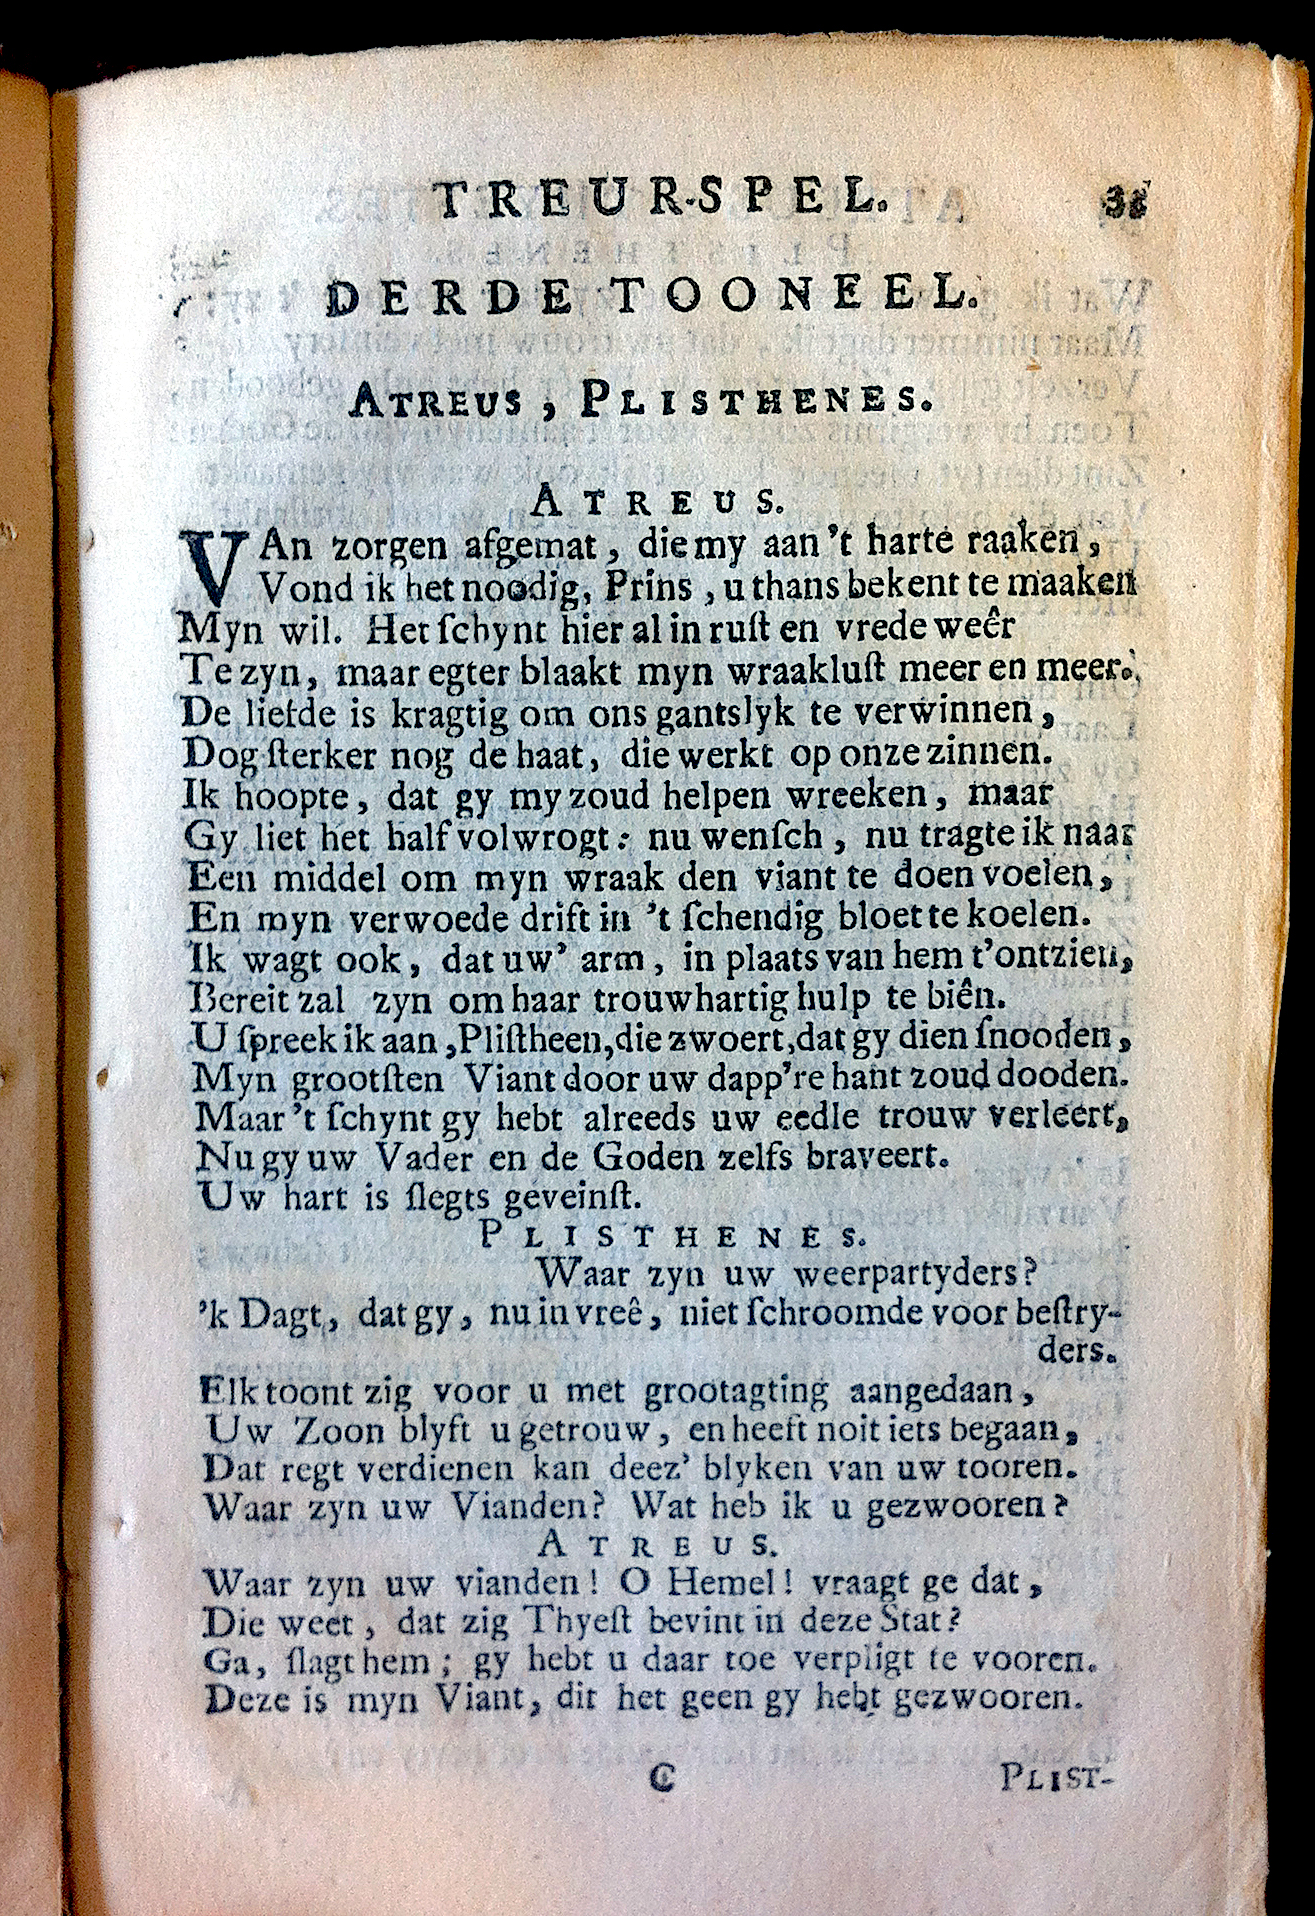 TREUR-SPEL.
DERDE TOONEEL.
ATREUS, PLISTHENES.
ATREUS.
VAn zorgen afgemat, die my aan 't harte raaken,
Vond ik het noodig, Prins, u thans bekent te maaken
Myn wil. Het ſchynt hier al in ruſt en vrede weêr
Te zyn, maar egter blaakt myn wraakluſt meer en meer.
De liefde is kragtig om ons gantslyk te verwinnen,
Dog ſterker nog de haat, die werkt op onze zinnen.
Ik hoopte, dat gy my zoud helpen wreeken, maar
Gy liet het half volwrogt: nu wenſch, nu tragte ik naar
Een middel om myn wraak den viant te doen voelen,
En myn verwoede drift in 't ſchendig bloet te koelen.
Ik wagt ook, dat uw' arm, in plaats van hem t'ontzien,
Bereit zal zyn om haar trouwhartig hulp te biên.
U ſpreek ik aan, Pliſtheen, die zwoert, dat gy dien ſnooden,
Myn grootſten Viant door uw dapp're hant zoud dooden.
Maar 't ſchynt gy hebt alreeds uw eedle trouw verleert,
Nu gy uw Vader en de Goden zelfs braveert.
Uw hart is ſlegts geveinſt.
PLISTHENES.
Waar zyn uw weerpartyders?
'k Dagt, dat gy, nu in vreê, niet ſchroomde voor beſtry-
ders.
Elk toont zig voor u met grootagting aangedaan,
Uw Zoon blyft u getrouw, en heeft noit iets begaan,
Dat regt verdienen kan deez' blyken van uw tooren.
Waar zyn uw Vianden? Wat heb ik u gezwooren?
ATREUS.
Waar zyn uw vianden! O Hemel! vraagt ge dat,
Die weet, dat zig Thyeſt bevint in deze Stat?
Ga, ſlagt hem; gy hebt u daar toe verpligt te vooren.
Deze is myn Viant, dit het geen gy hebt gezwooren.
C
PLIST-